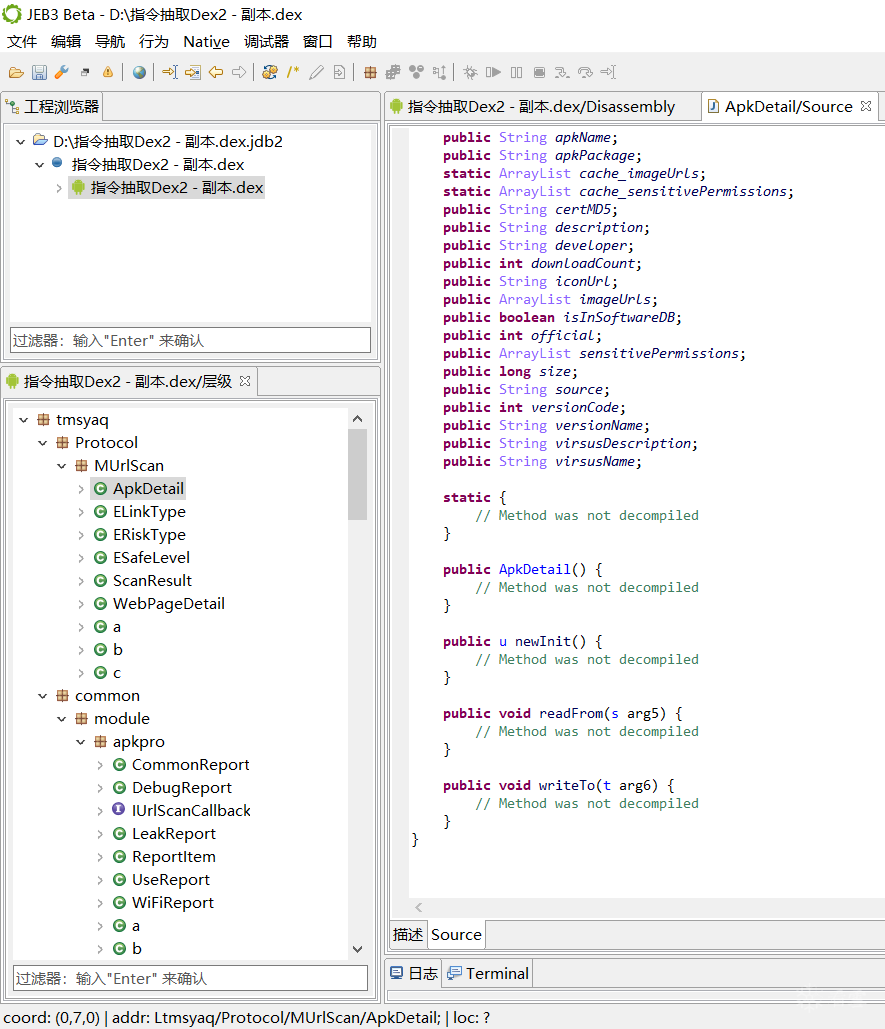 JEB3 Beta - D:\指令抽取Dex2 - 副本.dex
文件 编辑 导航 行为 Native 调试器 窗口 帮助
工程浏览器
D:\指令抽取Dex2 - 副本.dex.jdb2
指令抽取Dex2 - 副本.dex
指令抽取Dex2 - 副本.dex
过滤器: 输入"Enter" 来确认
指令抽取Dex2 - 副本.dex/层级
tmsyaq
Protocol
MUrlScan
ApkDetail
ELinkType
ERiskType
ESafeLevel
ScanResult
WebPageDetail
a
b
c
common
module
apkpro
CommonReport
DebugReport
IUrlScanCallback
LeakReport
ReportItem
UseReport
WiFiReport
a
b
过滤器: 输入"Enter" 来确认
指令抽取Dex2 - 副本.dex/Disassembly
ApkDetail/Source
public String apkName;
public String apkPackage;
static ArrayList cache_imageUrls;
static ArrayList cache_sensitivePermissions;
public String certMD5;
public String description;
public String developer;
public int downloadCount;
public String iconUrl;
public ArrayList imageUrls;
public boolean isInSoftwareDB;
public int official;
public ArrayList sensitivePermissions;
public long size;
public String source;
public int versionCode;
public String versionName;
public String virsusDescription;
public String virsusName;
static {
// Method was not decompiled
}
public ApkDetail() {
// Method was not decompiled
}
public u newInit() {
// Method was not decompiled
}
public void readFrom(s arg5) {
// Method was not decompiled
}
public void writeTo(t arg6) {
// Method was not decompiled
}
}
描述 Source
日志 Terminal
coord: (0,7,0) | addr: Ltmsyaq/Protocol/MUrlScan/ApkDetail; | loc: ?